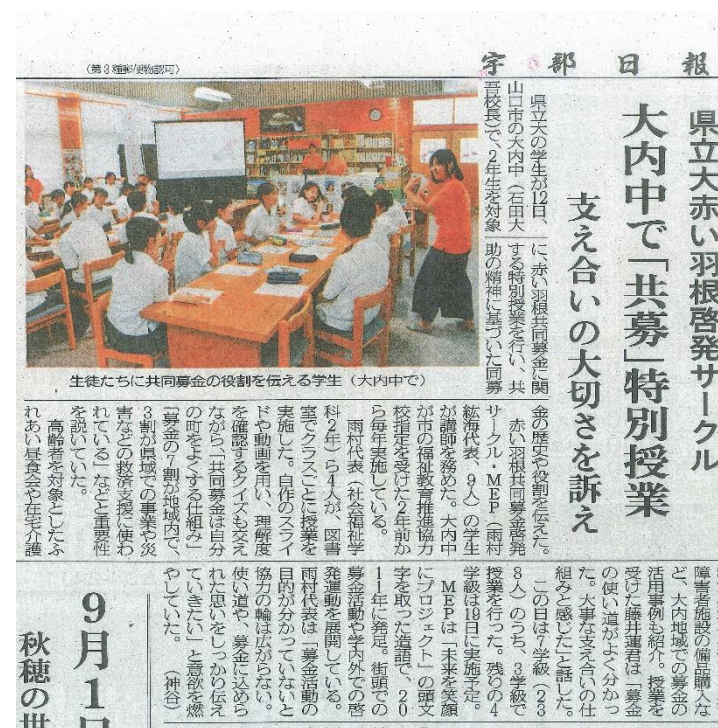 (第3種郵便物認可)
宇部日報
県立大赤い羽根啓発サークル
大内中で「共募」特別授業
支え合いの大切さを訴え
県立大の学生が12日、
山口市の大内中(石田大
吾校長)で、2年生を対象
に、赤い羽根共同募金に関
する特別授業を行い、共
助の精神に基づいた同募
生徒たちに共同募金の役割を伝える学生(大内中で)
金の歴史や役割を伝えた。
赤い羽根共同募金啓発
サークル・MEP(雨村
紘海代表、9人)の学生
が講師を務めた。大内中
が市の福祉教育推進協力
校指定を受けた2年前か
ら毎年実施している。
雨村代表(社会福祉学
科2年)ら4人が、図書
室でクラスごとに授業を
実施した。自作のスライ
ドや動画を用い、理解度
を確認するクイズも交え
ながら「共同募金は自分
の町をよくする仕組み」
「募金の7割が地域内で、
3割が県域での事業や災
害などの救済支援に使わ
れている」などと重要性
を説いていた。
高齢者を対象としたふ
れあい昼食会や在宅介護
障害者施設の備品購入な
ど、大内地域での募金の
活用事例も紹介。授業を
受けた藤井蓮君は「募金
の使い道がよく分かっ
た。大事な支え合いの仕
組みと感じた」と話した。
この日は7学級(23
8人)のうち、3学級で
授業を行った。残りの4
学級は19日に実施予定。
MEPは「未来を笑顔
にプロジェクト」の頭文
字を取った造語で、20
11年に発足。街頭での
募金活動や学内外での啓
発運動を展開している。
雨村代表は「募金活動の
目的が分かっていないと
協力の輪は広がらない。
使い道や、募金に込めら
れた思いをしっかり伝え
ていきたい」と意欲を燃
やしていた。(神谷)
9月1日
秋穂の世